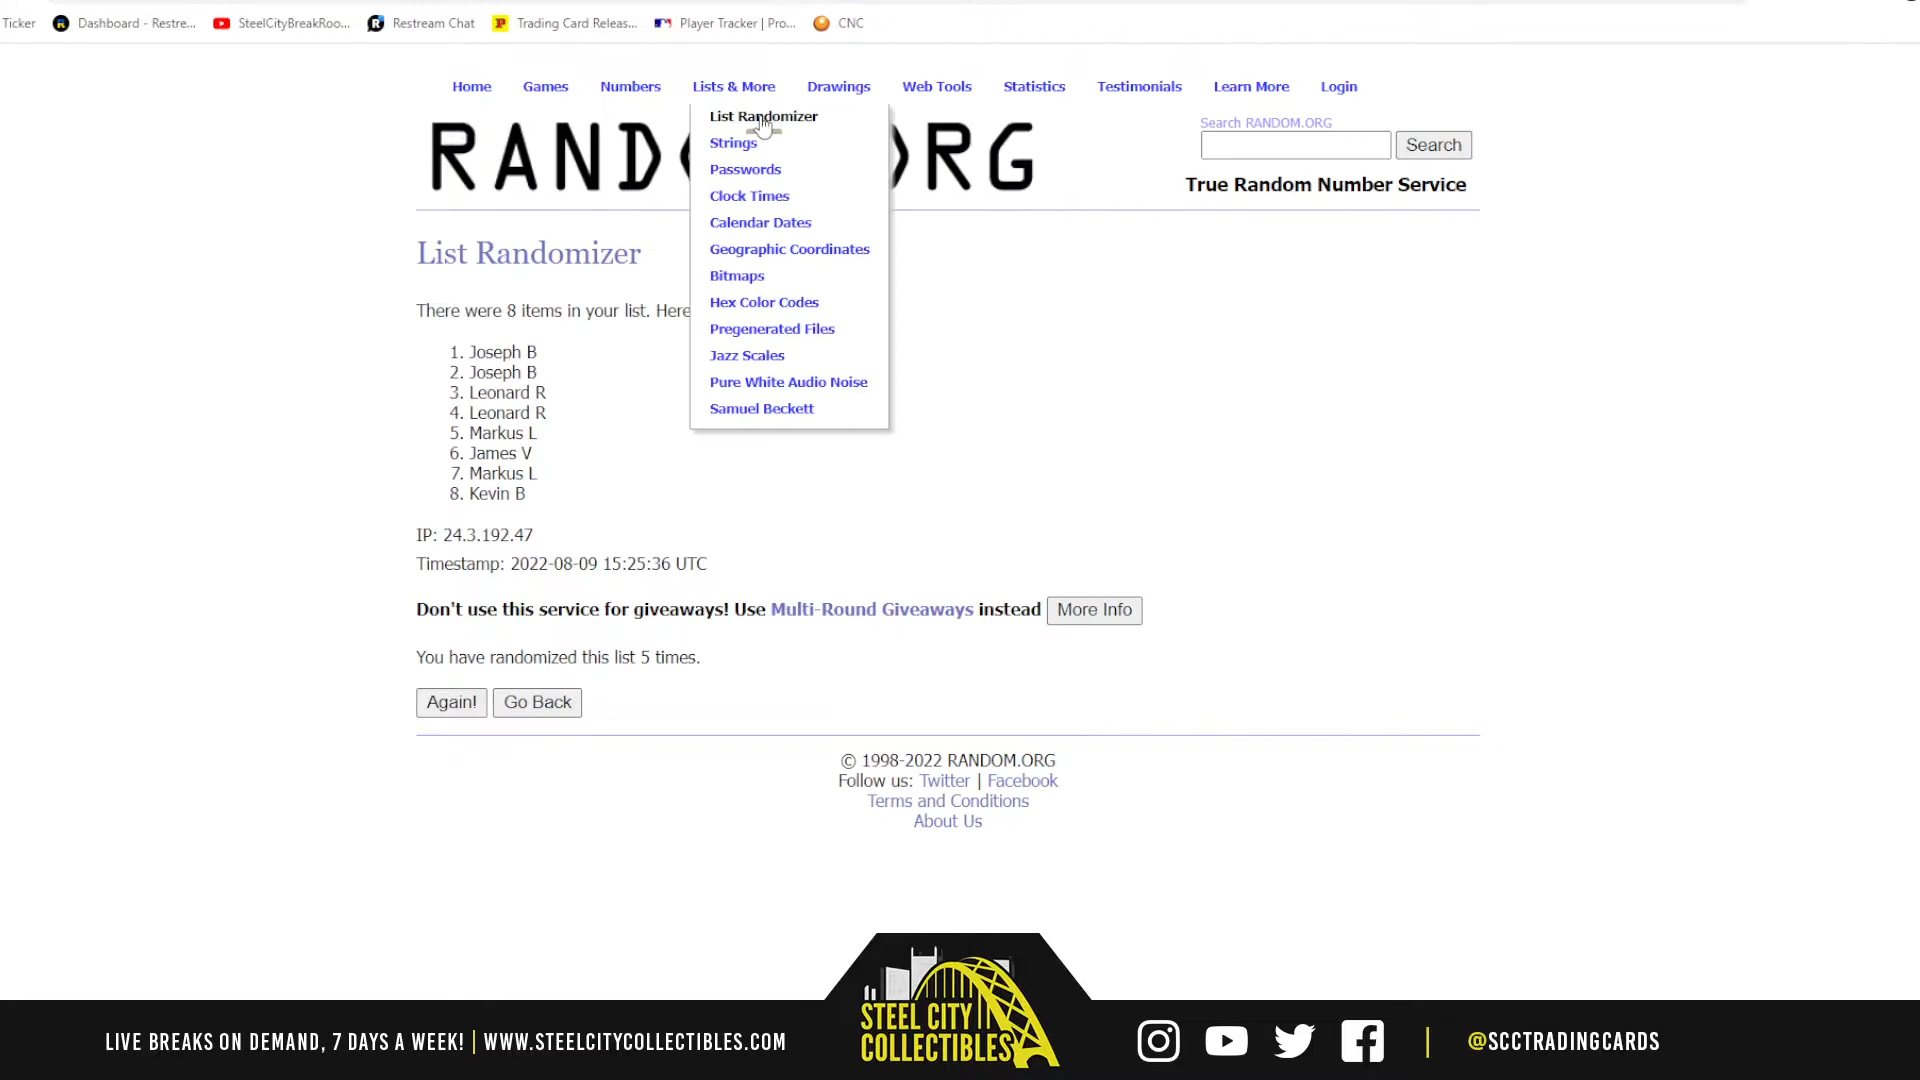 Ticker Dashboard - Restre... SteelCityBreakRoo... Restream Chat Trading Card Releas... Player Tracker | Pro... CNC
Home Games Numbers Lists & More Drawings Web Tools Statistics Testimonials Learn More Login
List Randomizer
Strings
Passwords
Clock Times
Calendar Dates
Geographic Coordinates
Bitmaps
Hex Color Codes
Pregenerated Files
Jazz Scales
Pure White Audio Noise
Samuel Beckett
RAND RG
Search RANDOM.ORG
Search
True Random Number Service
List Randomizer
There were 8 items in your list. Here
1. Joseph B
2. Joseph B
3. Leonard R
4. Leonard R
5. Markus L
6. James V
7. Markus L
8. Kevin B
IP: 24.3.192.47
Timestamp: 2022-08-09 15:25:36 UTC
Don't use this service for giveaways! Use Multi-Round Giveaways instead More Info
You have randomized this list 5 times.
Again! Go Back
© 1998-2022 RANDOM.ORG
Follow us: Twitter | Facebook
Terms and Conditions
About Us
LIVE BREAKS ON DEMAND, 7 DAYS A WEEK! | WWW.STEELCITYCOLLECTIBLES.COM
STEEL CITY
COLLECTIBLES
| @SCCTRADINGCARDS